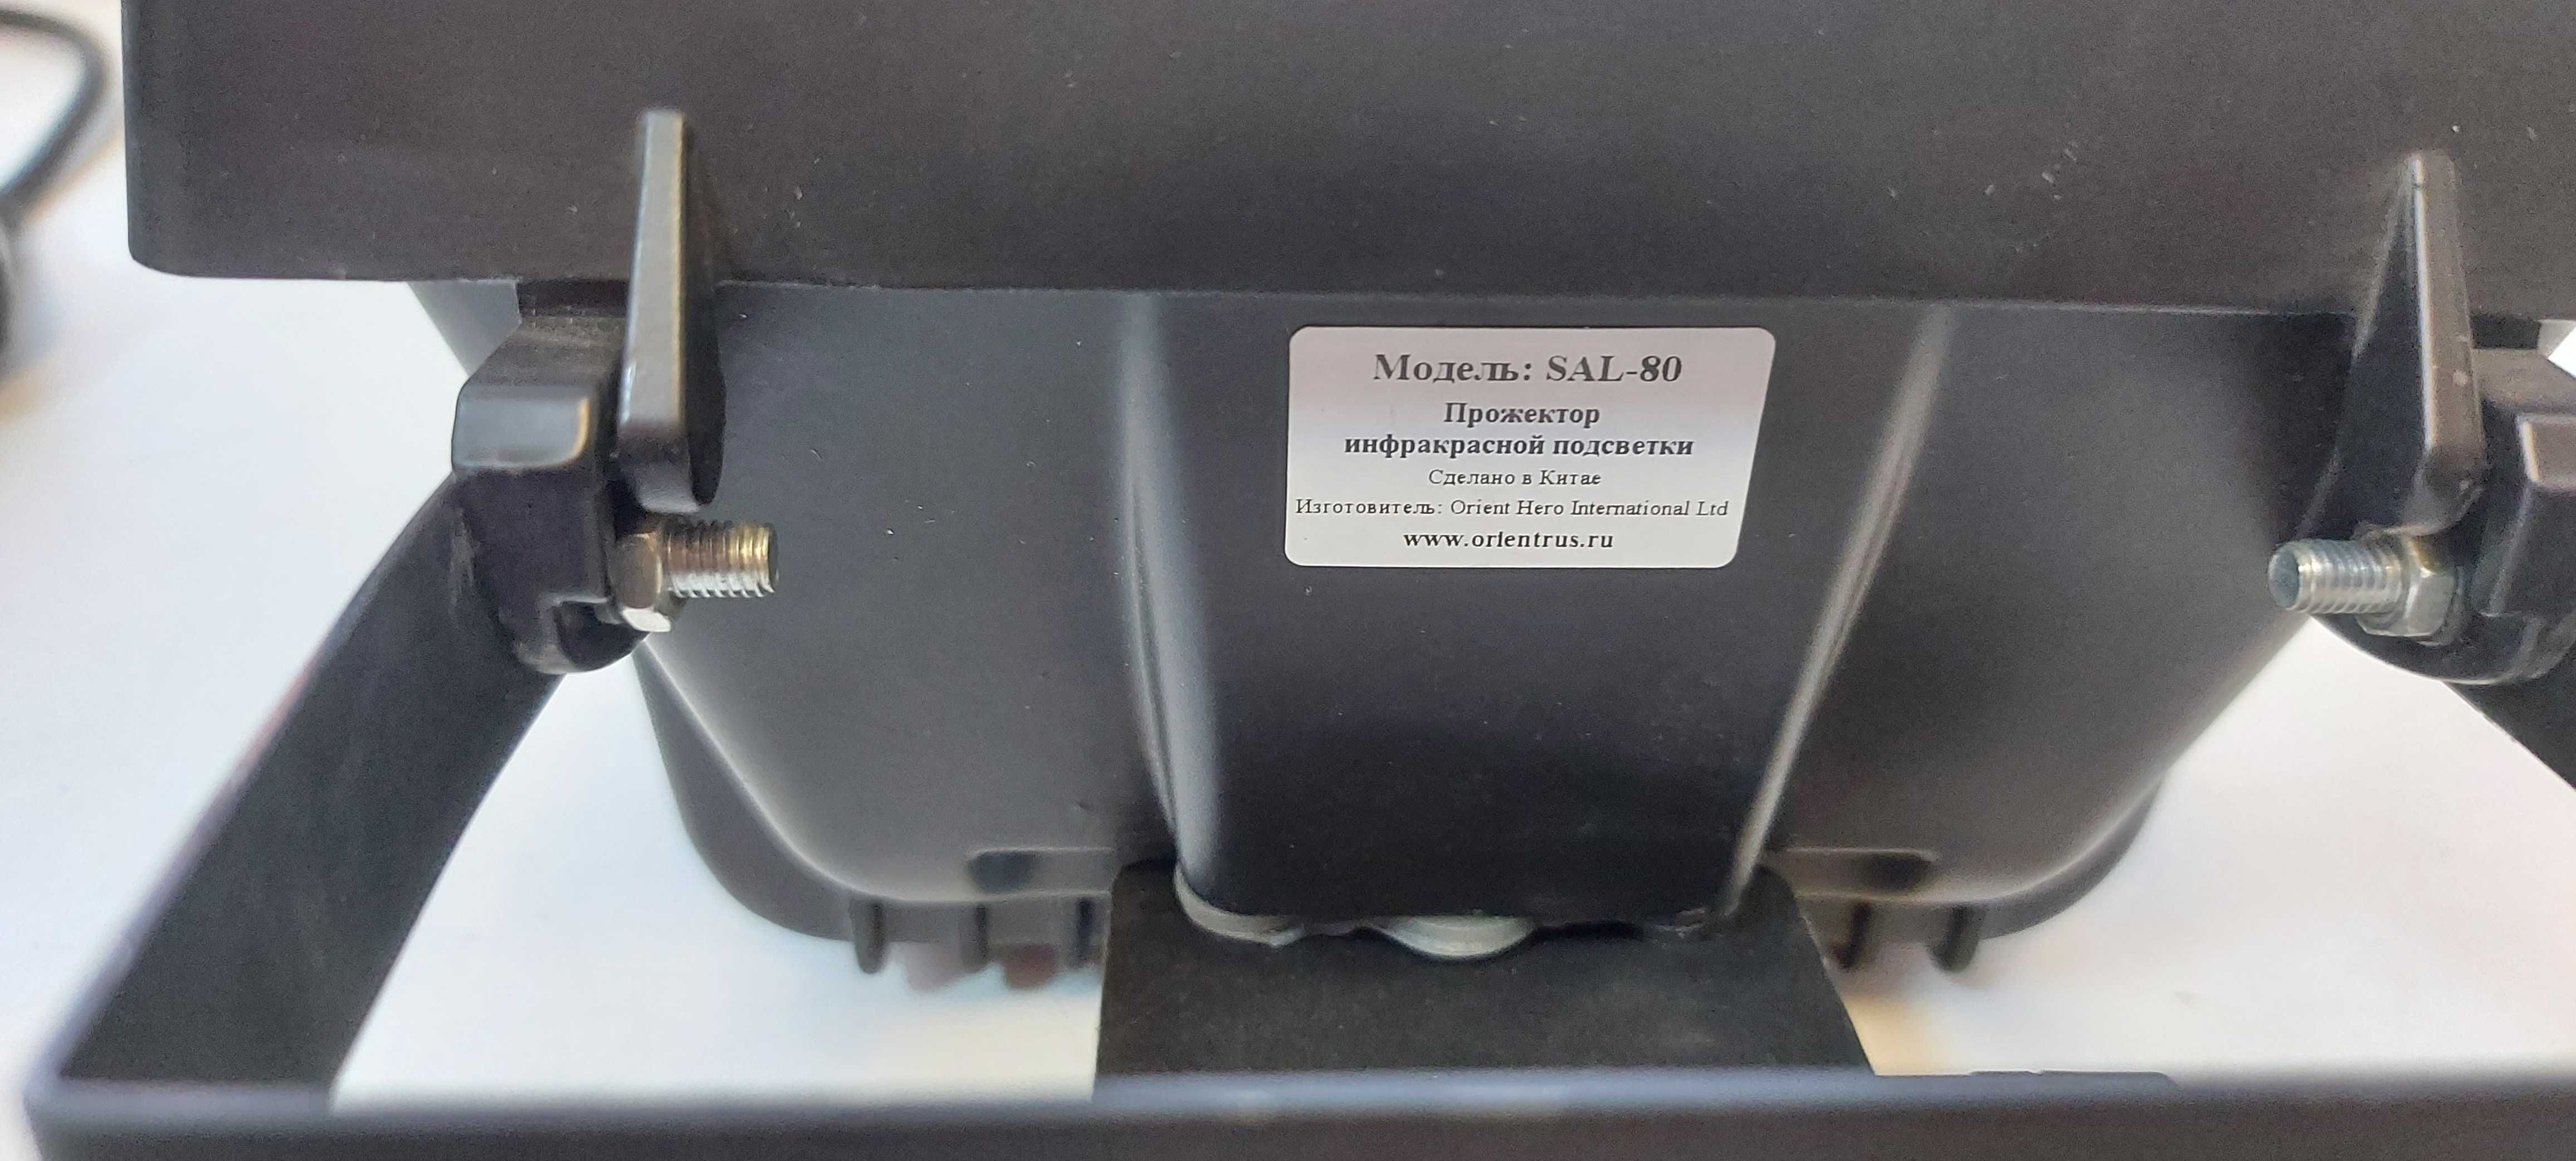 Модель: SAL-80
Прожектор
инфракрасной подсветки
Сделано в Китае
Изготовитель: Orient Hero International Ltd
www.orientrus.ru